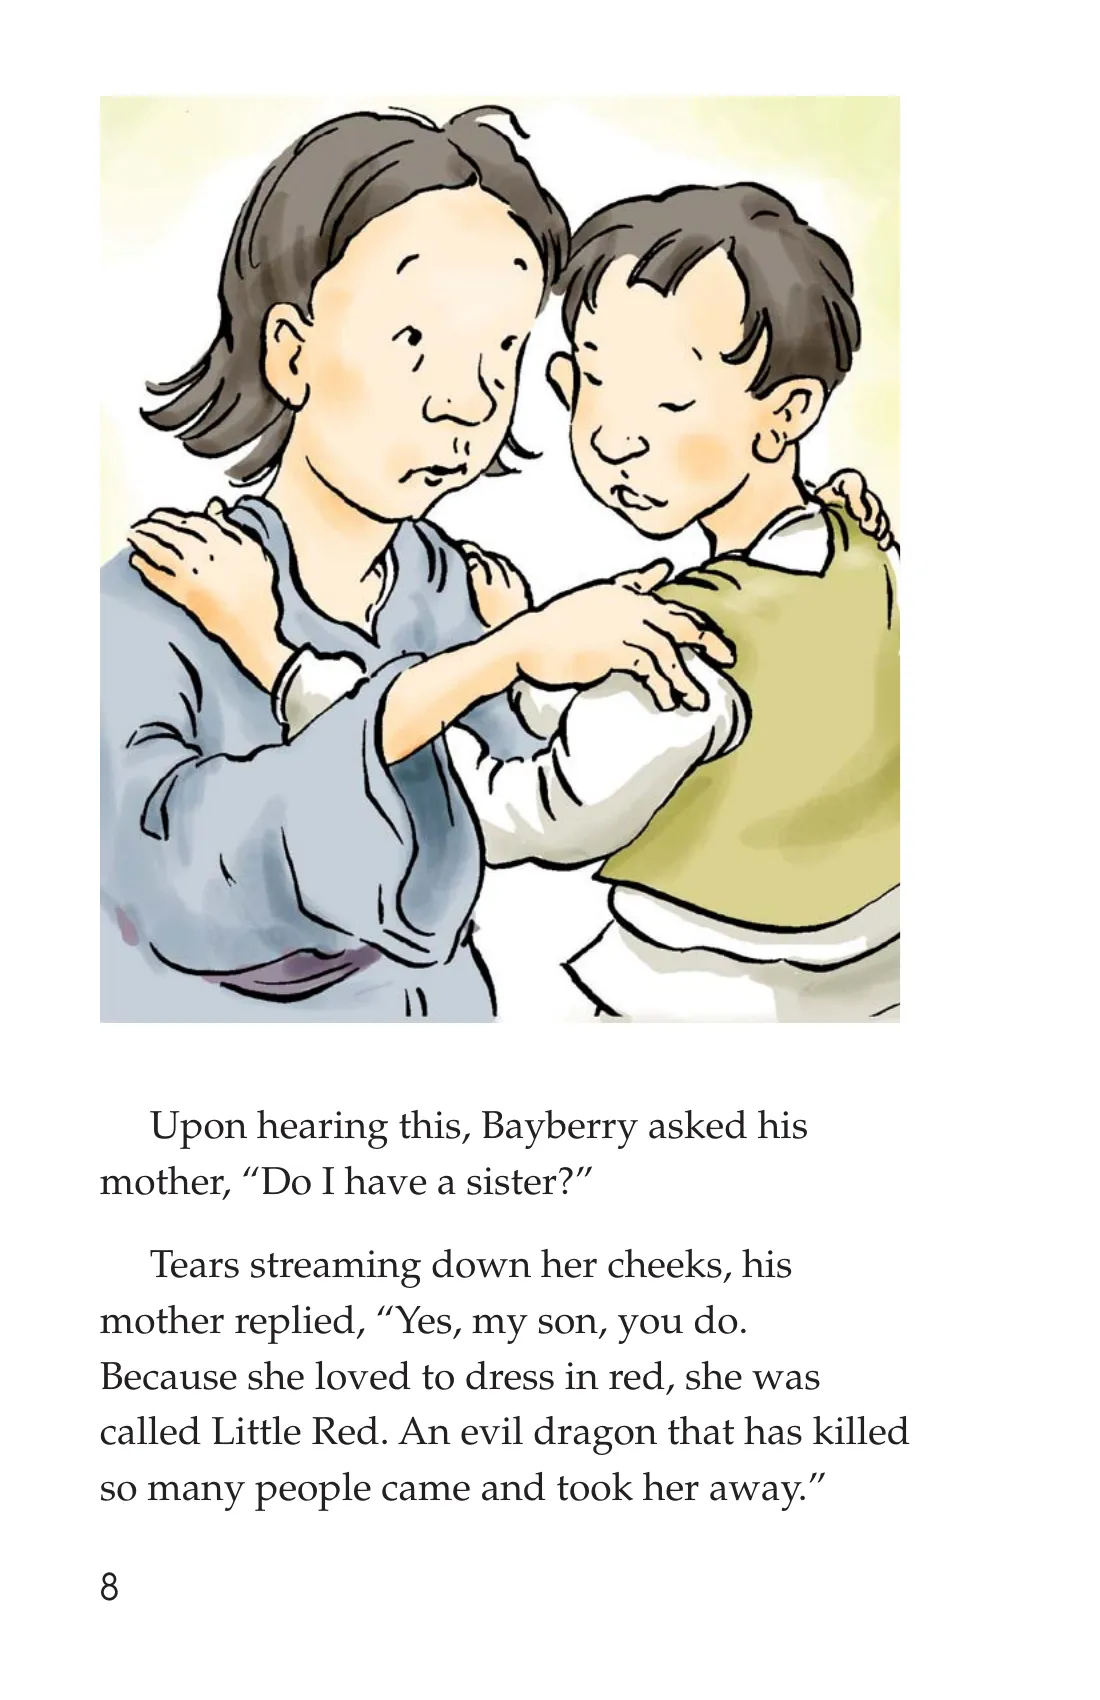 Upon hearing this, Bayberry asked his
mother, “Do I have a sister?”
Tears streaming down her cheeks, his
mother replied, “Yes, my son, you do.
Because she loved to dress in red, she was
called Little Red. An evil dragon that has killed
so many people came and took her away.”
8